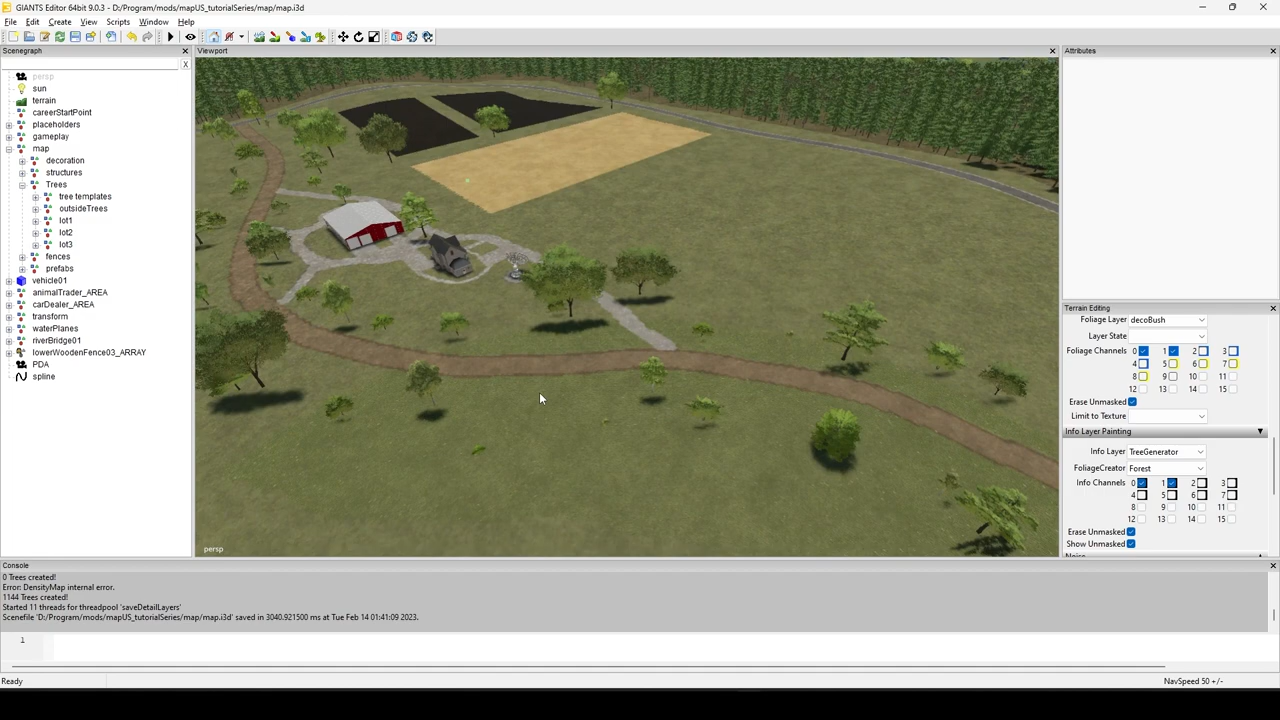 GIANTS Editor 64bit 9.0.3 - D:/Program/mods/mapUS_tutorialSeries/map/map.i3d
File Edit Create View Scripts Window Help
Scenegraph
Viewport
Attributes
X
persp
sun
terrain
careerStartPoint
placeholders
gameplay
map
decoration
structures
Trees
tree templates
outsideTrees
lot1
lot2
lot3
fences
prefabs
vehicle01
animalTrader_AREA
carDealer_AREA
transform
waterPlanes
riverBridge01
lowerWoodenFence03_ARRAY
PDA
spline
persp
Terrain Editing
Foliage Layer decoBush
Layer State
Foliage Channels 0 1 2 3
4 5 6 7
8 9 10 11
12 13 14 15
Erase Unmasked
Limit to Texture
Info Layer Painting
Info Layer TreeGenerator
FoliageCreator Forest
Info Channels 0 1 2 3
4 5 6 7
8 9 10 11
12 13 14 15
Erase Unmasked
Show Unmasked
Noise
Console
0 Trees created!
Error: DensityMap internal error.
1144 Trees created!
Started 11 threads for threadpool 'saveDetailLayers'
Scenefile 'D:/Program/mods/mapUS_tutorialSeries/map/map.i3d' saved in 3040.921500 ms at Tue Feb 14 01:41:09 2023.
1
Ready
NavSpeed 50 +/-